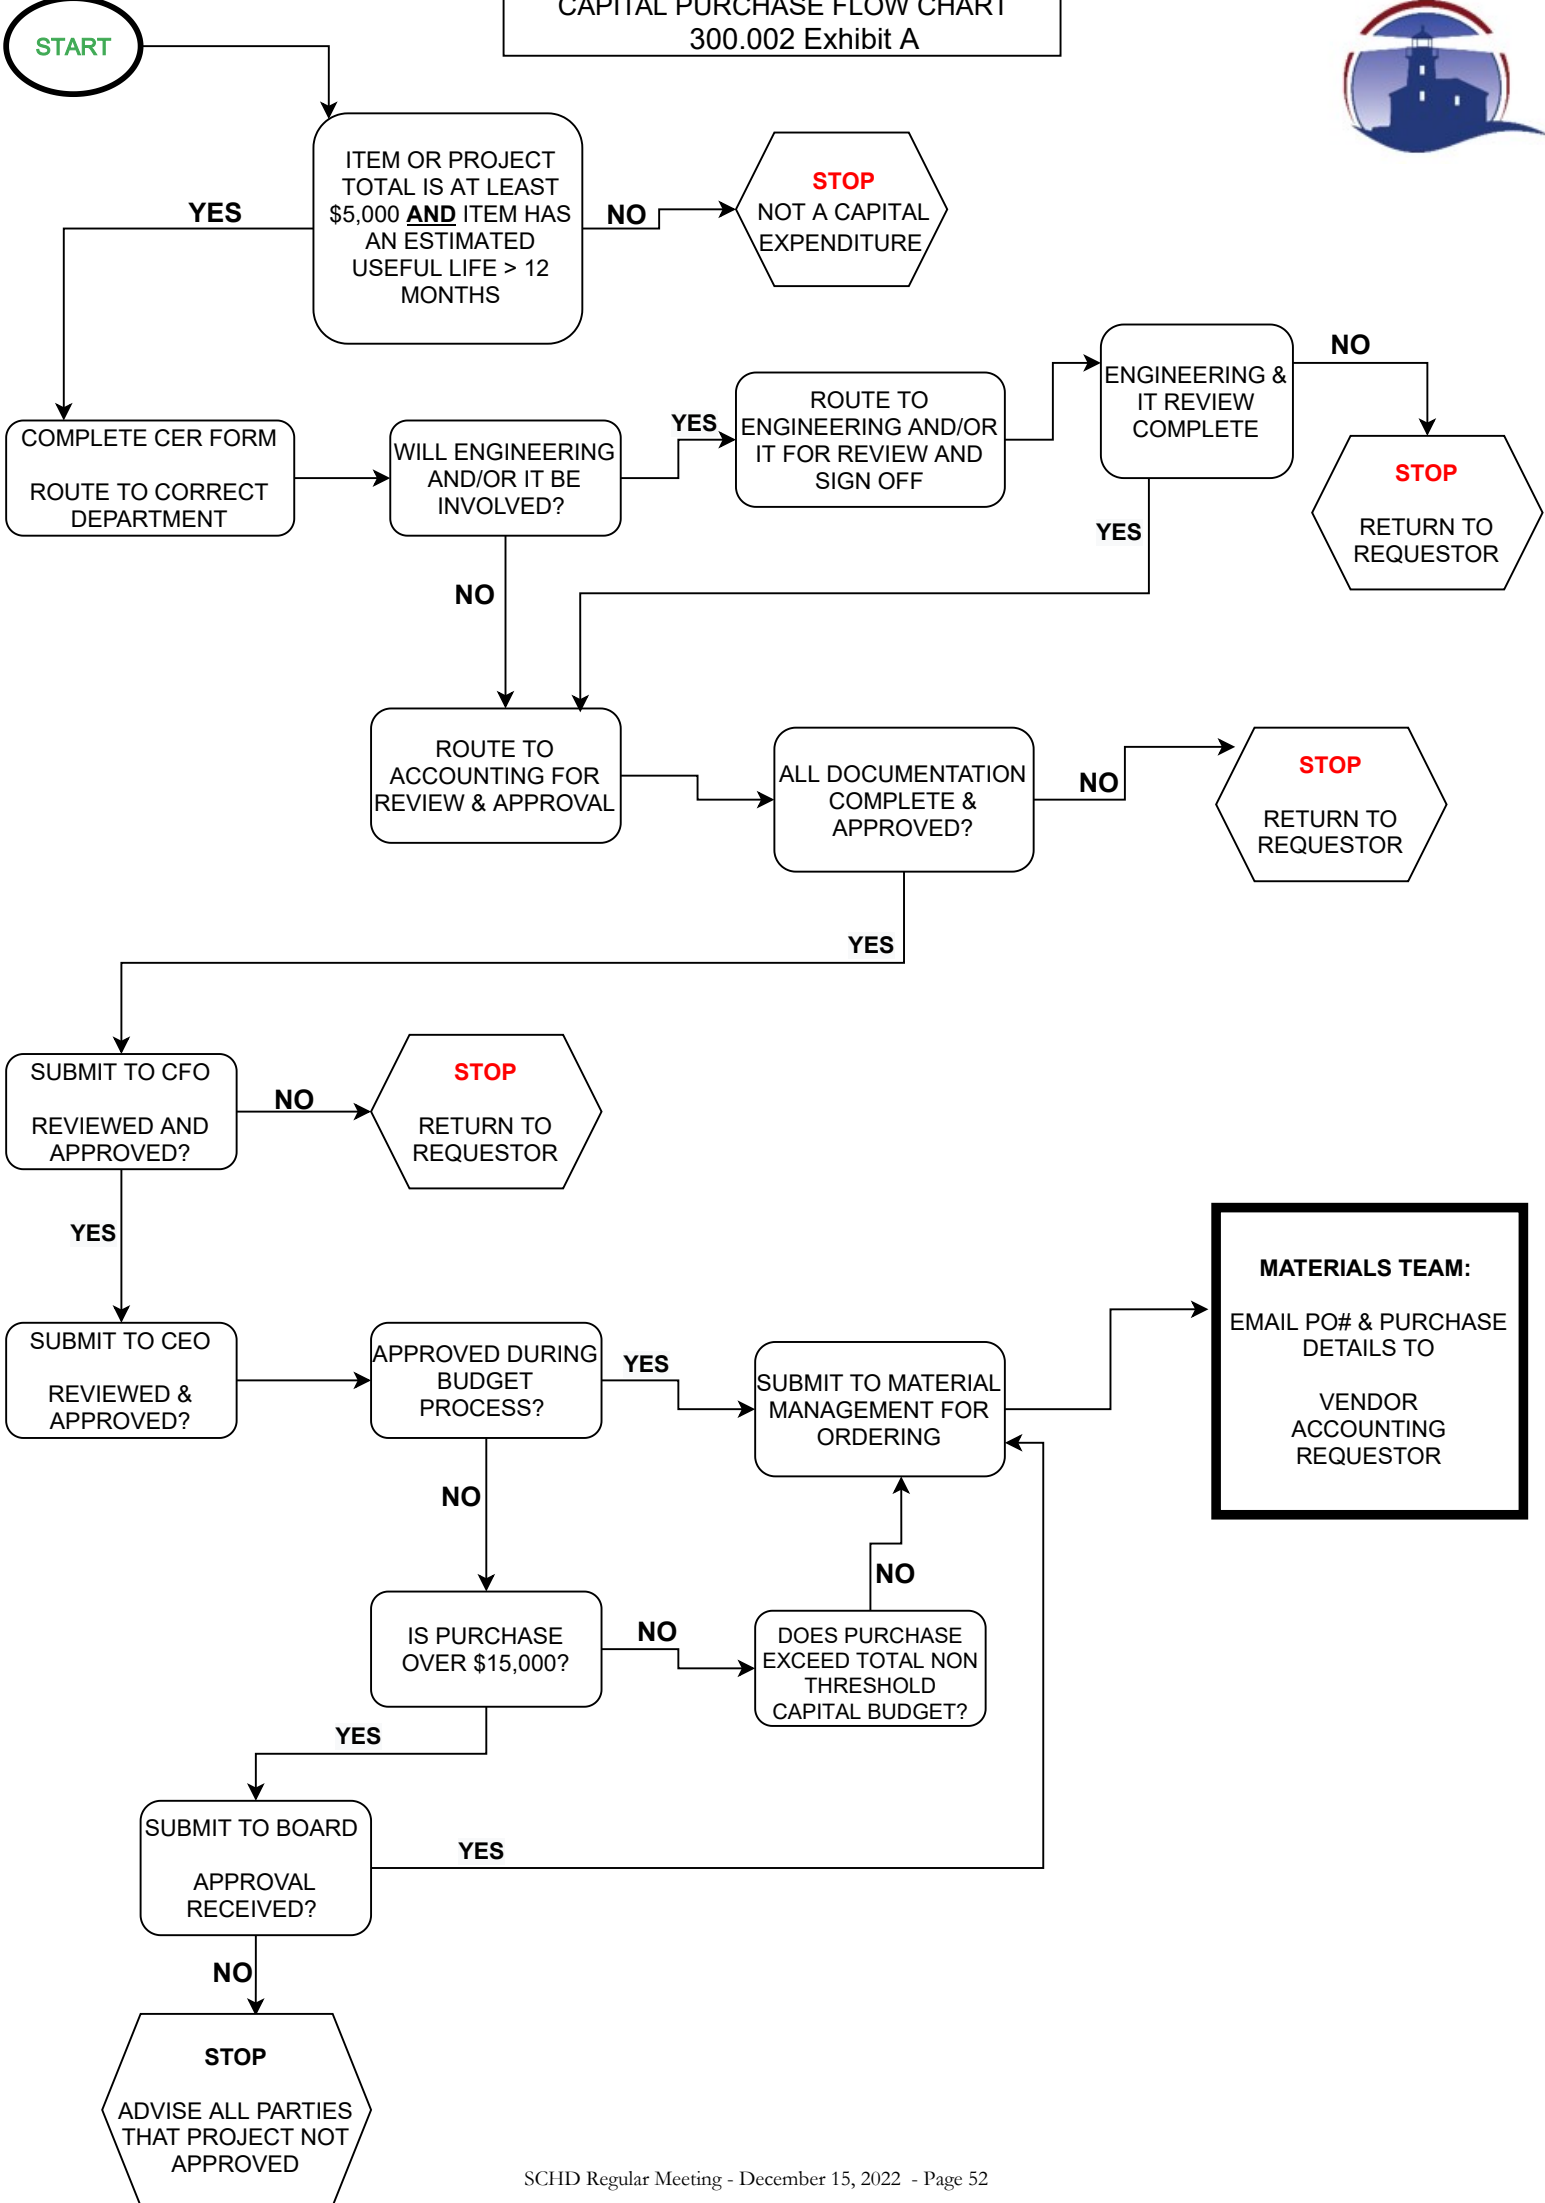 CAPITAL PURCHASE FLOW CHART
300.002 Exhibit A
START
ITEM OR PROJECT
TOTAL IS AT LEAST
$5,000 AND ITEM HAS
AN ESTIMATED
USEFUL LIFE > 12
MONTHS
YES
NO
STOP
NOT A CAPITAL
EXPENDITURE
COMPLETE CER FORM
ROUTE TO CORRECT
DEPARTMENT
WILL ENGINEERING
AND/OR IT BE
INVOLVED?
YES
ROUTE TO
ENGINEERING AND/OR
IT FOR REVIEW AND
SIGN OFF
ENGINEERING &
IT REVIEW
COMPLETE
NO
STOP
RETURN TO
REQUESTOR
YES
NO
ROUTE TO
ACCOUNTING FOR
REVIEW & APPROVAL
ALL DOCUMENTATION
COMPLETE &
APPROVED?
NO
STOP
RETURN TO
REQUESTOR
YES
SUBMIT TO CFO
REVIEWED AND
APPROVED?
NO
STOP
RETURN TO
REQUESTOR
YES
SUBMIT TO CEO
REVIEWED &
APPROVED?
APPROVED DURING
BUDGET
PROCESS?
YES
SUBMIT TO MATERIAL
MANAGEMENT FOR
ORDERING
MATERIALS TEAM:
EMAIL PO# & PURCHASE
DETAILS TO
VENDOR
ACCOUNTING
REQUESTOR
NO
IS PURCHASE
OVER $15,000?
NO
DOES PURCHASE
EXCEED TOTAL NON
THRESHOLD
CAPITAL BUDGET?
NO
YES
SUBMIT TO BOARD
APPROVAL
RECEIVED?
YES
NO
STOP
ADVISE ALL PARTIES
THAT PROJECT NOT
APPROVED
SCHD Regular Meeting - December 15, 2022 - Page 52